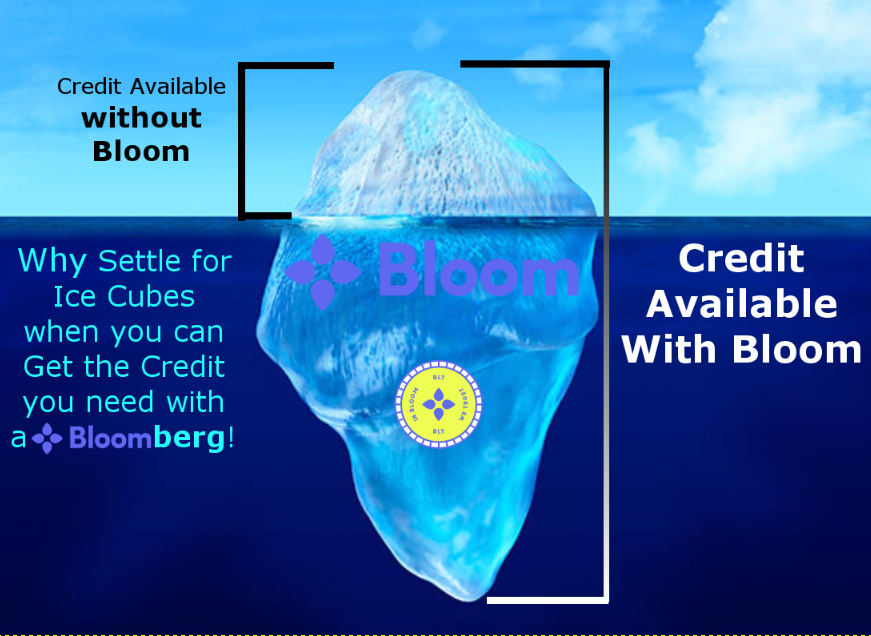 Credit Available
without
Bloom
Why Settle for
Ice Cubes
when you can
Get the Credit
you need with
a Bloomberg!
Bloom
BLT
IN BLOOM
WE TRUST
BLT
Credit
Available
With Bloom